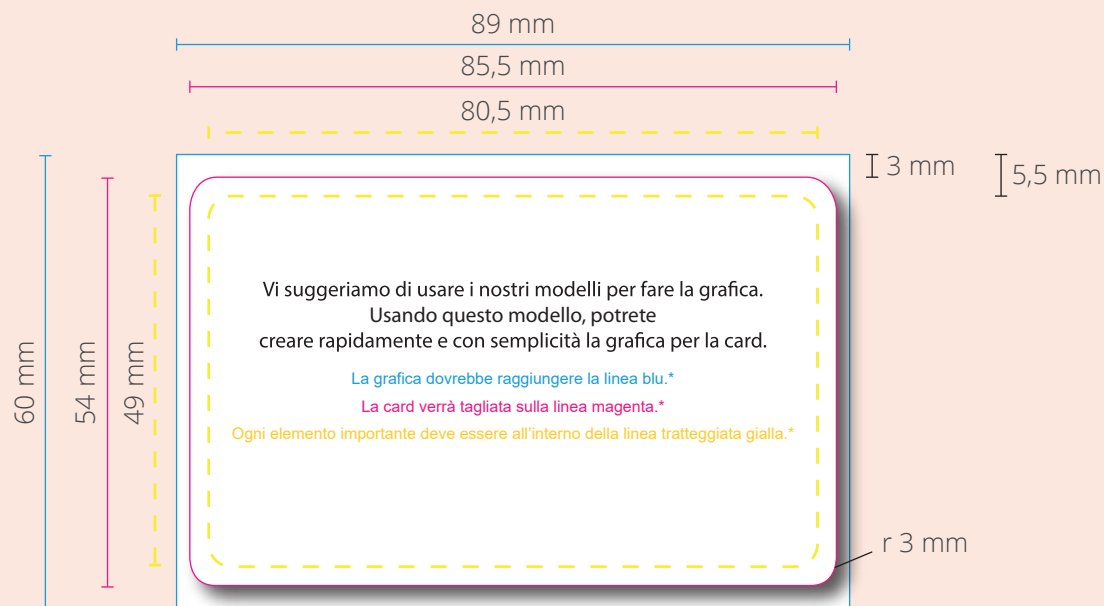 89 mm
85,5 mm
80,5 mm
3 mm
5,5 mm
60 mm
54 mm
49 mm
Vi suggeriamo di usare i nostri modelli per fare la grafica.
Usando questo modello, potrete
creare rapidamente e con semplicità la grafica per la card.
La grafica dovrebbe raggiungere la linea blu.*
La card verrà tagliata sulla linea magenta.*
Ogni elemento importante deve essere all'interno della linea tratteggiata gialla.*
r 3 mm